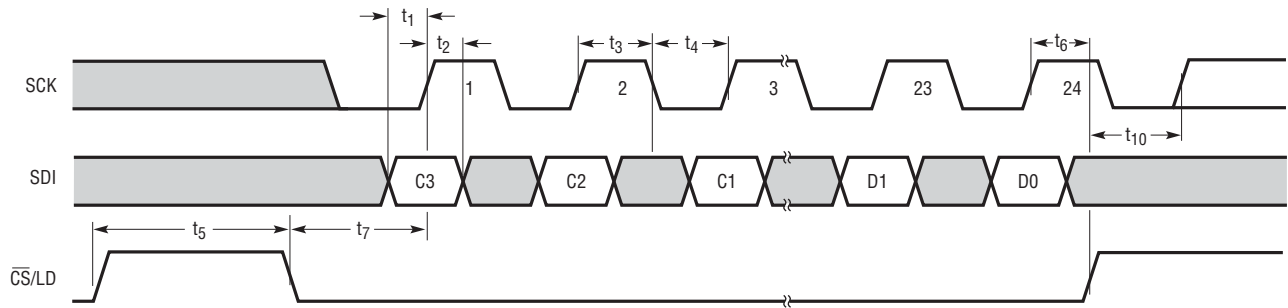 t1
t2 t3 t4 t6
SCK 1 2 3 23 24
t10
SDI C3 C2 C1 D1 D0
t5 t7
C̅S̅/LD